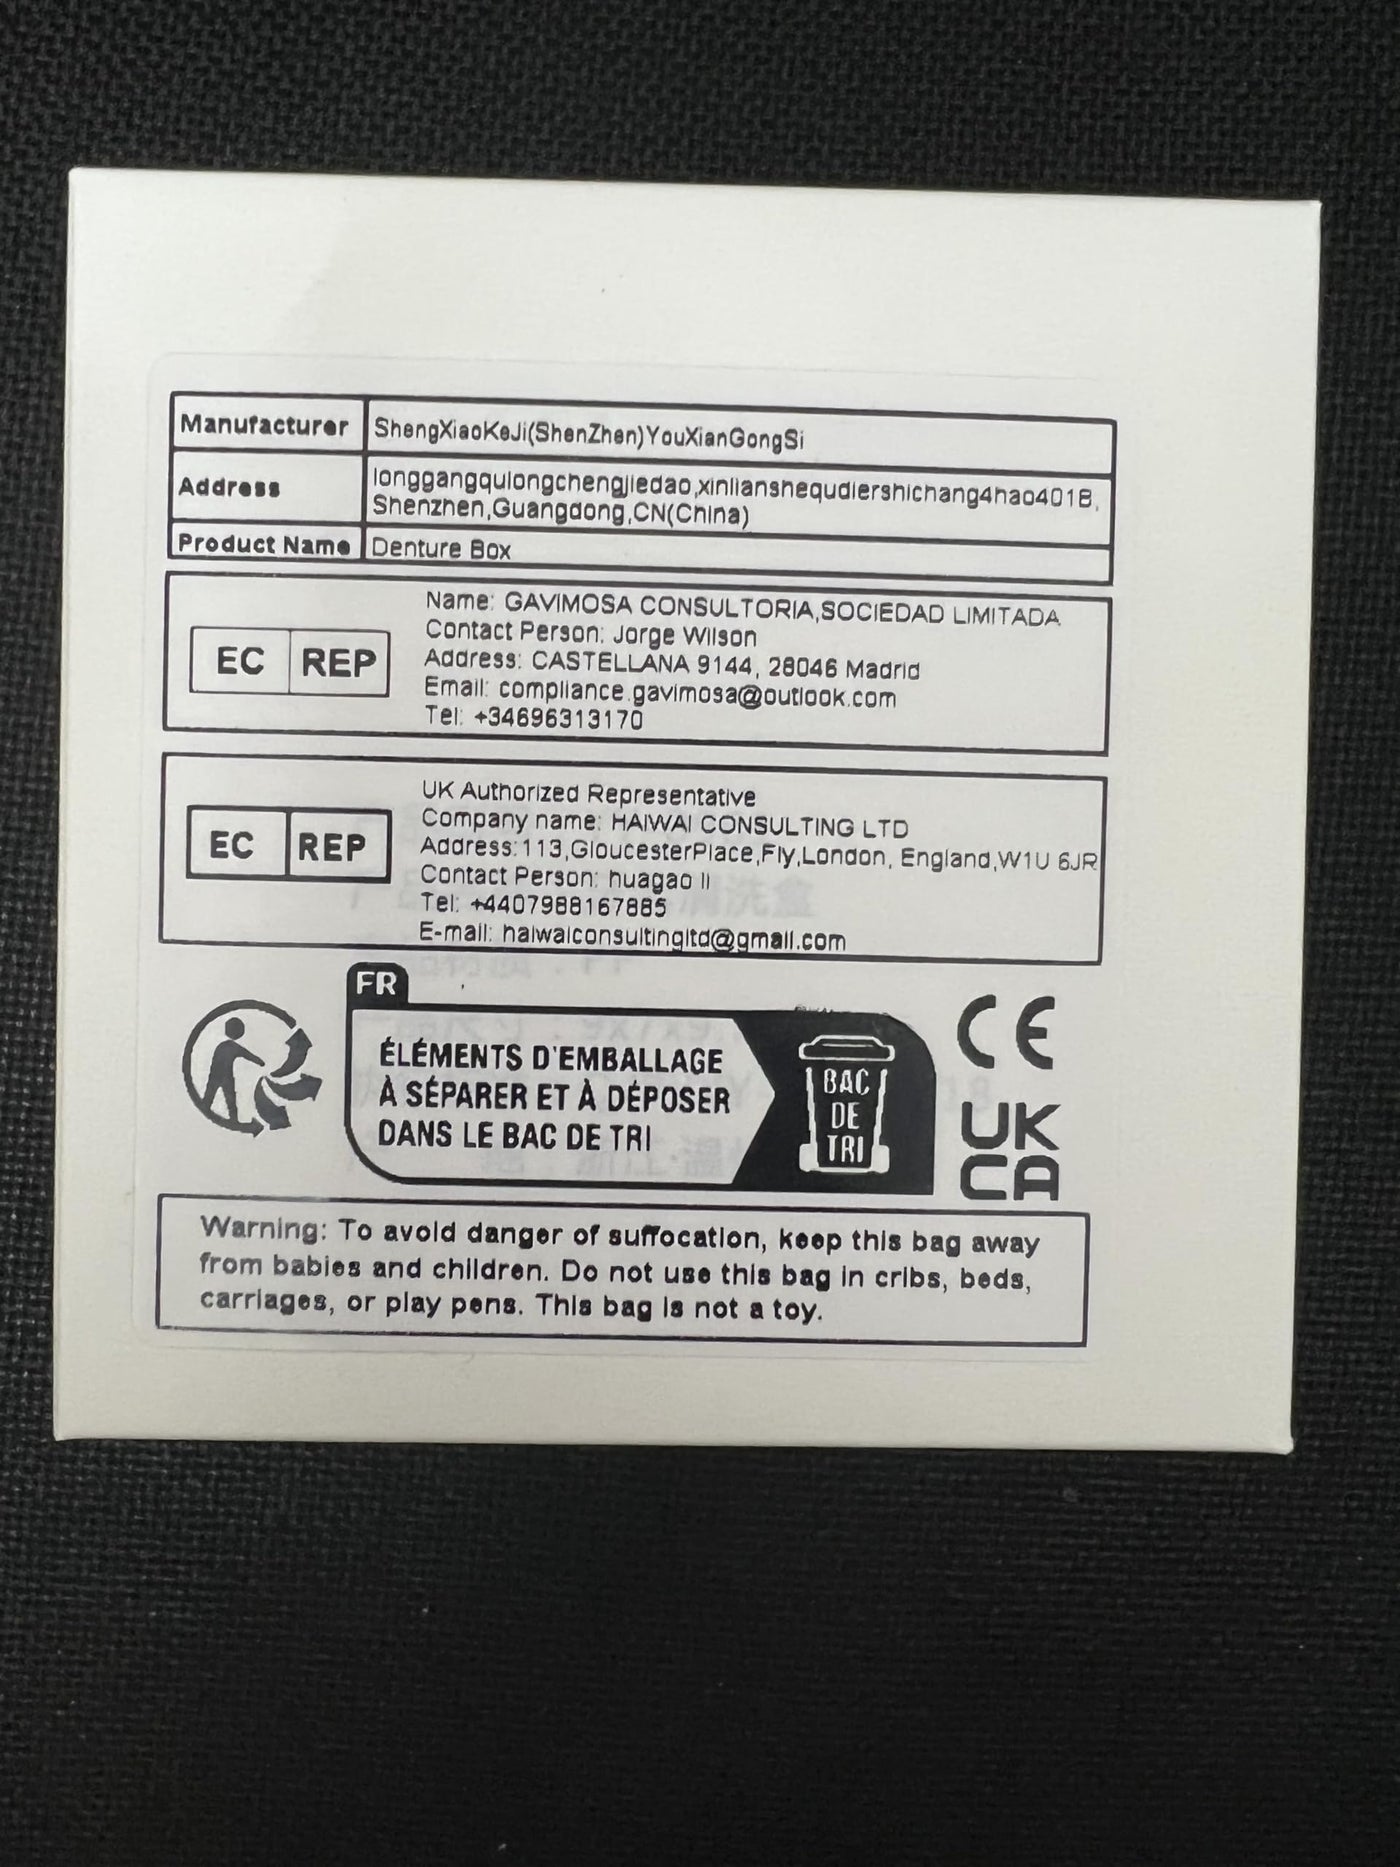 Manufacturer ShengXiaoKeJi(ShenZhen)YouXianGongSi
Address longgangqulongchengjiedao,xinlianshequdiershichang4hao401B,
Shenzhen,Guangdong,CN(China)
Product Name Denture Box
EC REP
Name: GAVIMOSA CONSULTORIA,SOCIEDAD LIMITADA
Contact Person: Jorge Wilson
Address: CASTELLANA 9144, 28046 Madrid
Email: compliance.gavimosa@outlook.com
Tel: +34696313170
EC REP
UK Authorized Representative
Company name: HAIWAI CONSULTING LTD
Address:113,GloucesterPlace,Fly,London, England,W1U 6JR
Contact Person: huagao li
Tel: +4407988167885
E-mail: haiwaiconsultingltd@gmail.com
FR
ÉLÉMENTS D'EMBALLAGE
À SÉPARER ET À DÉPOSER
DANS LE BAC DE TRI
BAC
DE
TRI
CE
UK
CA
Warning: To avoid danger of suffocation, keep this bag away
from babies and children. Do not use this bag in cribs, beds,
carriages, or play pens. This bag is not a toy.